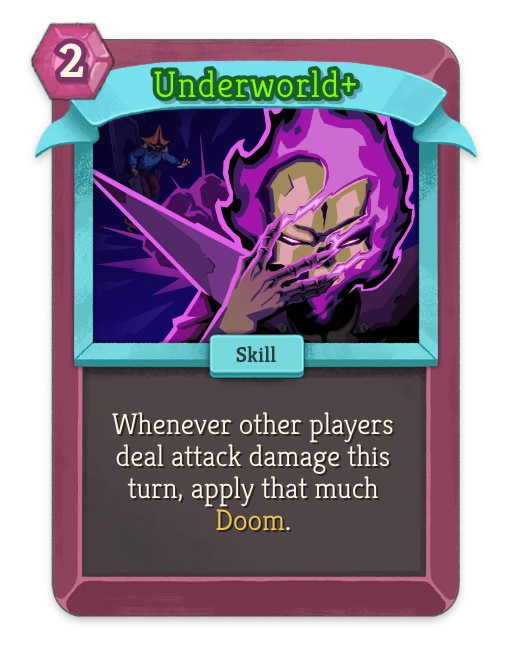 2
Underworld+
Skill
Whenever other players
deal attack damage this
turn, apply that much
Doom.